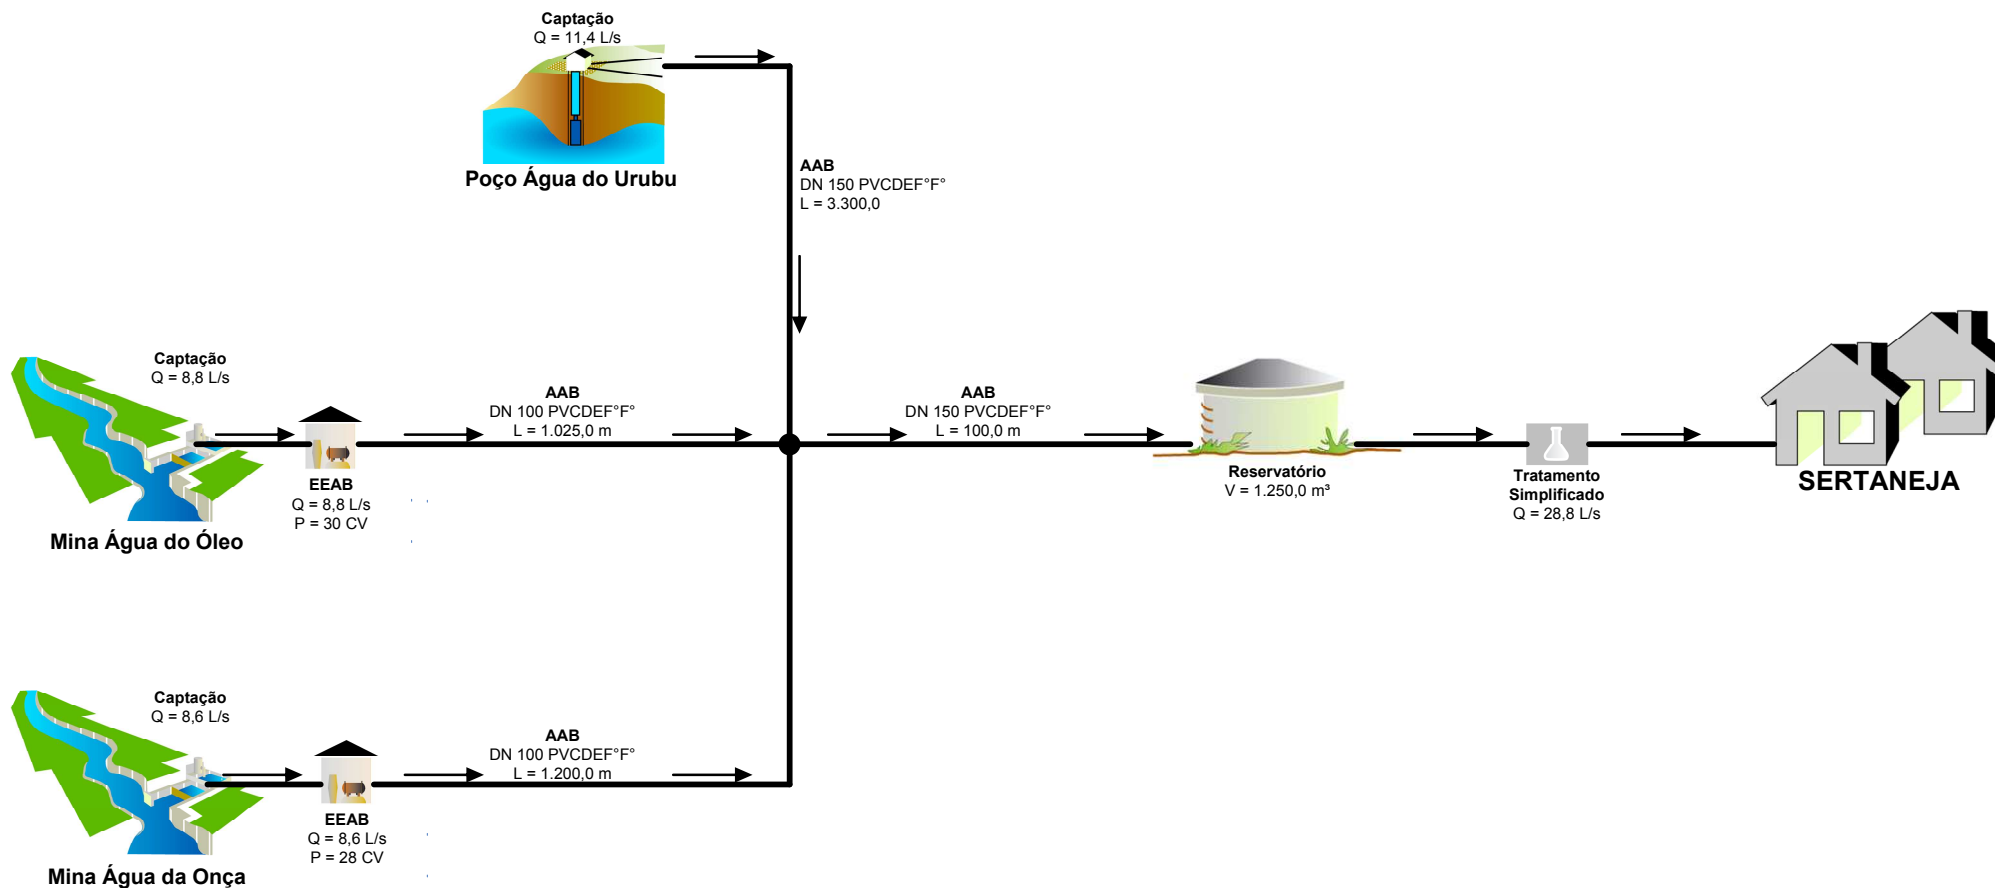 Captação
Q = 11,4 L/s
Poço Água do Urubu
AAB
DN 150 PVCDEF°F°
L = 3.300,0
Captação
Q = 8,8 L/s
EEAB
Q = 8,8 L/s
P = 30 CV
Mina Água do Óleo
AAB
DN 100 PVCDEF°F°
L = 1.025,0 m
AAB
DN 150 PVCDEF°F°
L = 100,0 m
Reservatório
V = 1.250,0 m³
Tratamento
Simplificado
Q = 28,8 L/s
SERTANEJA
Captação
Q = 8,6 L/s
EEAB
Q = 8,6 L/s
P = 28 CV
Mina Água da Onça
AAB
DN 100 PVCDEF°F°
L = 1.200,0 m